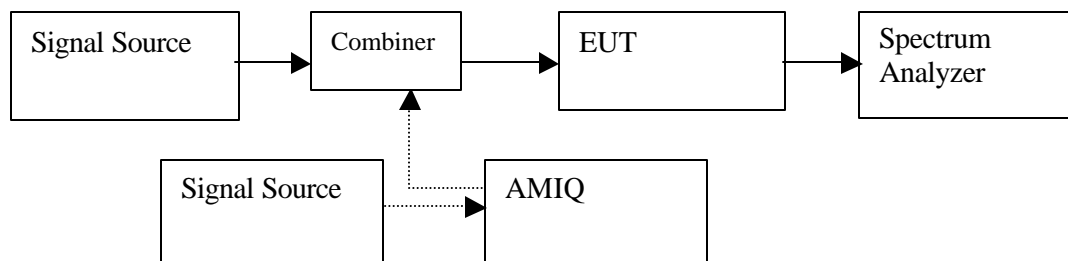 Signal Source
Combiner
EUT
Spectrum
Analyzer
Signal Source
AMIQ